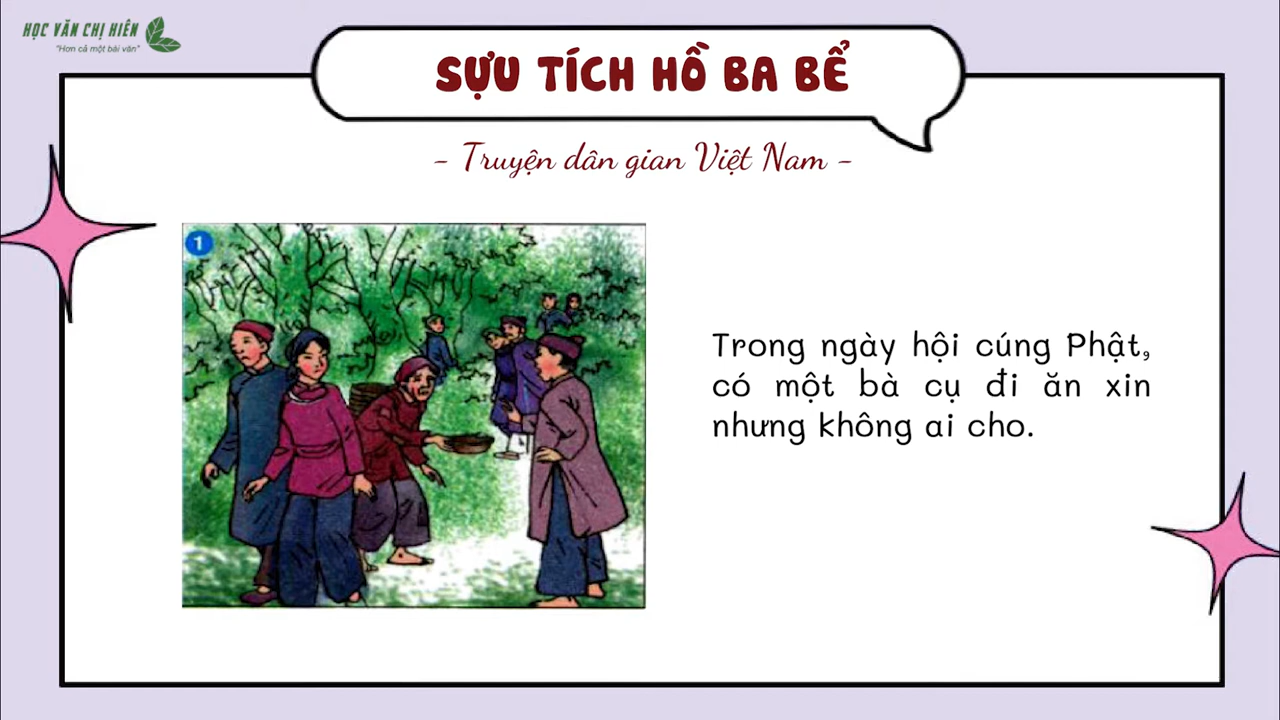 HỌC VĂN CHỊ HIÊN
"Hơn cả một bài văn"
SỰU TÍCH HỒ BA BỂ
- Truyện dân gian Việt Nam -
1
Trong ngày hội cúng Phật,
có một bà cụ đi ăn xin
nhưng không ai cho.